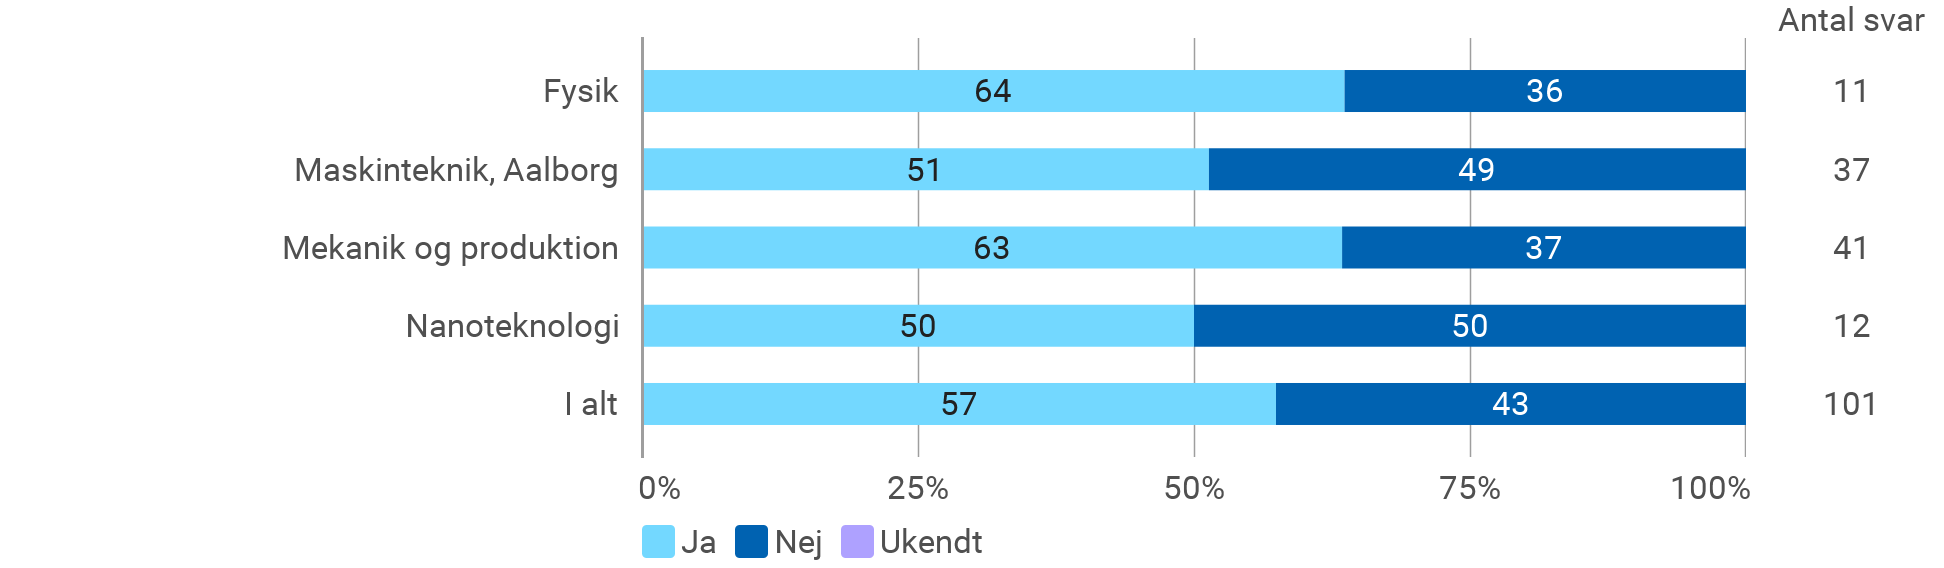 Antal svar
Fysik 64 36 11
Maskinteknik, Aalborg 51 49 37
Mekanik og produktion 63 37 41
Nanoteknologi 50 50 12
I alt 57 43 101
0% 25% 50% 75% 100%
Ja Nej Ukendt